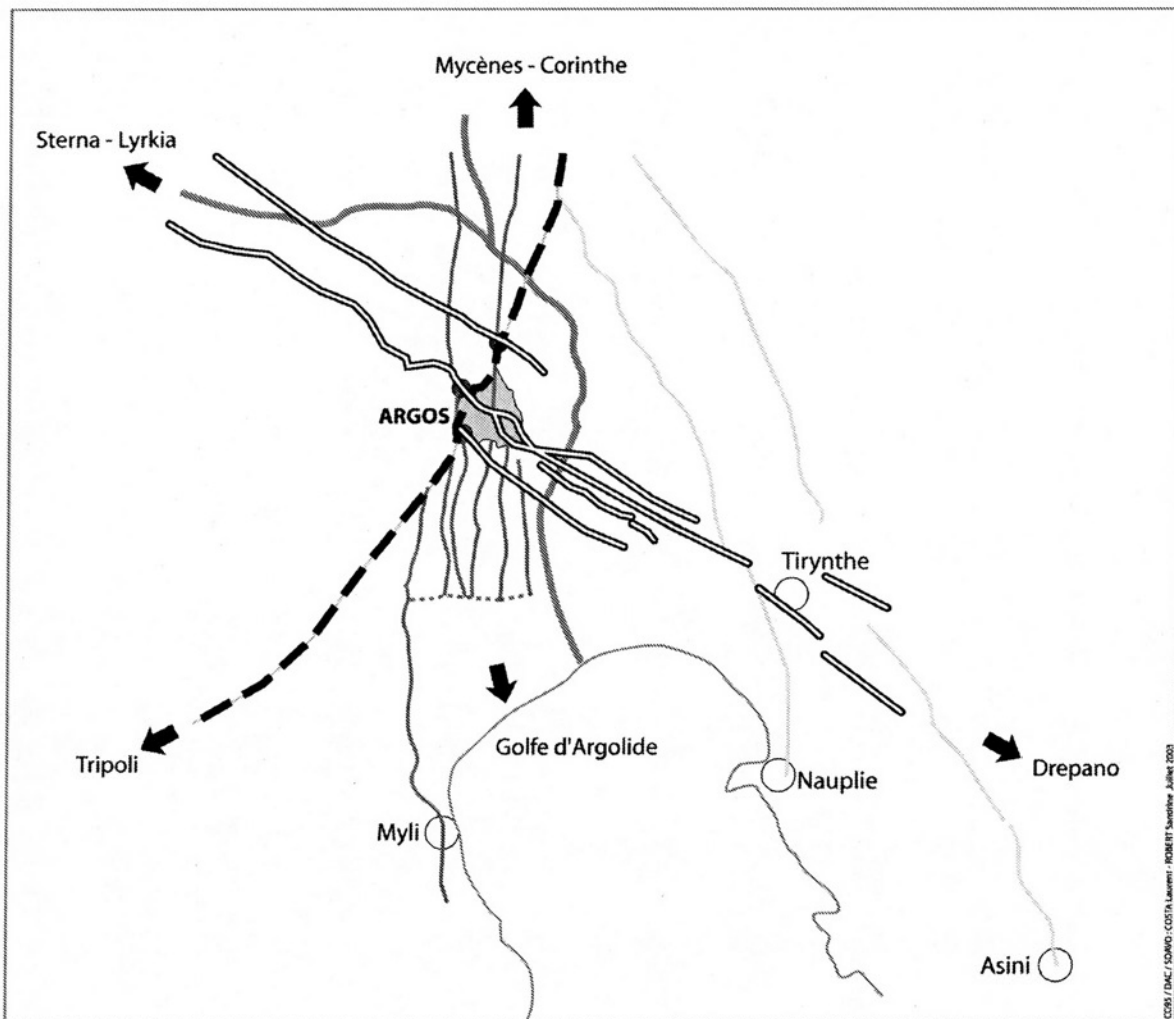 Mycènes - Corinthe
Sterna - Lyrkia
ARGOS
Tirynthe
Golfe d'Argolide
Tripoli
Drepano
Nauplie
Myli
Asini
CG95 / DAC / SDAVO : COSTA Laurent - ROBERT Sandrine Juillet 2003